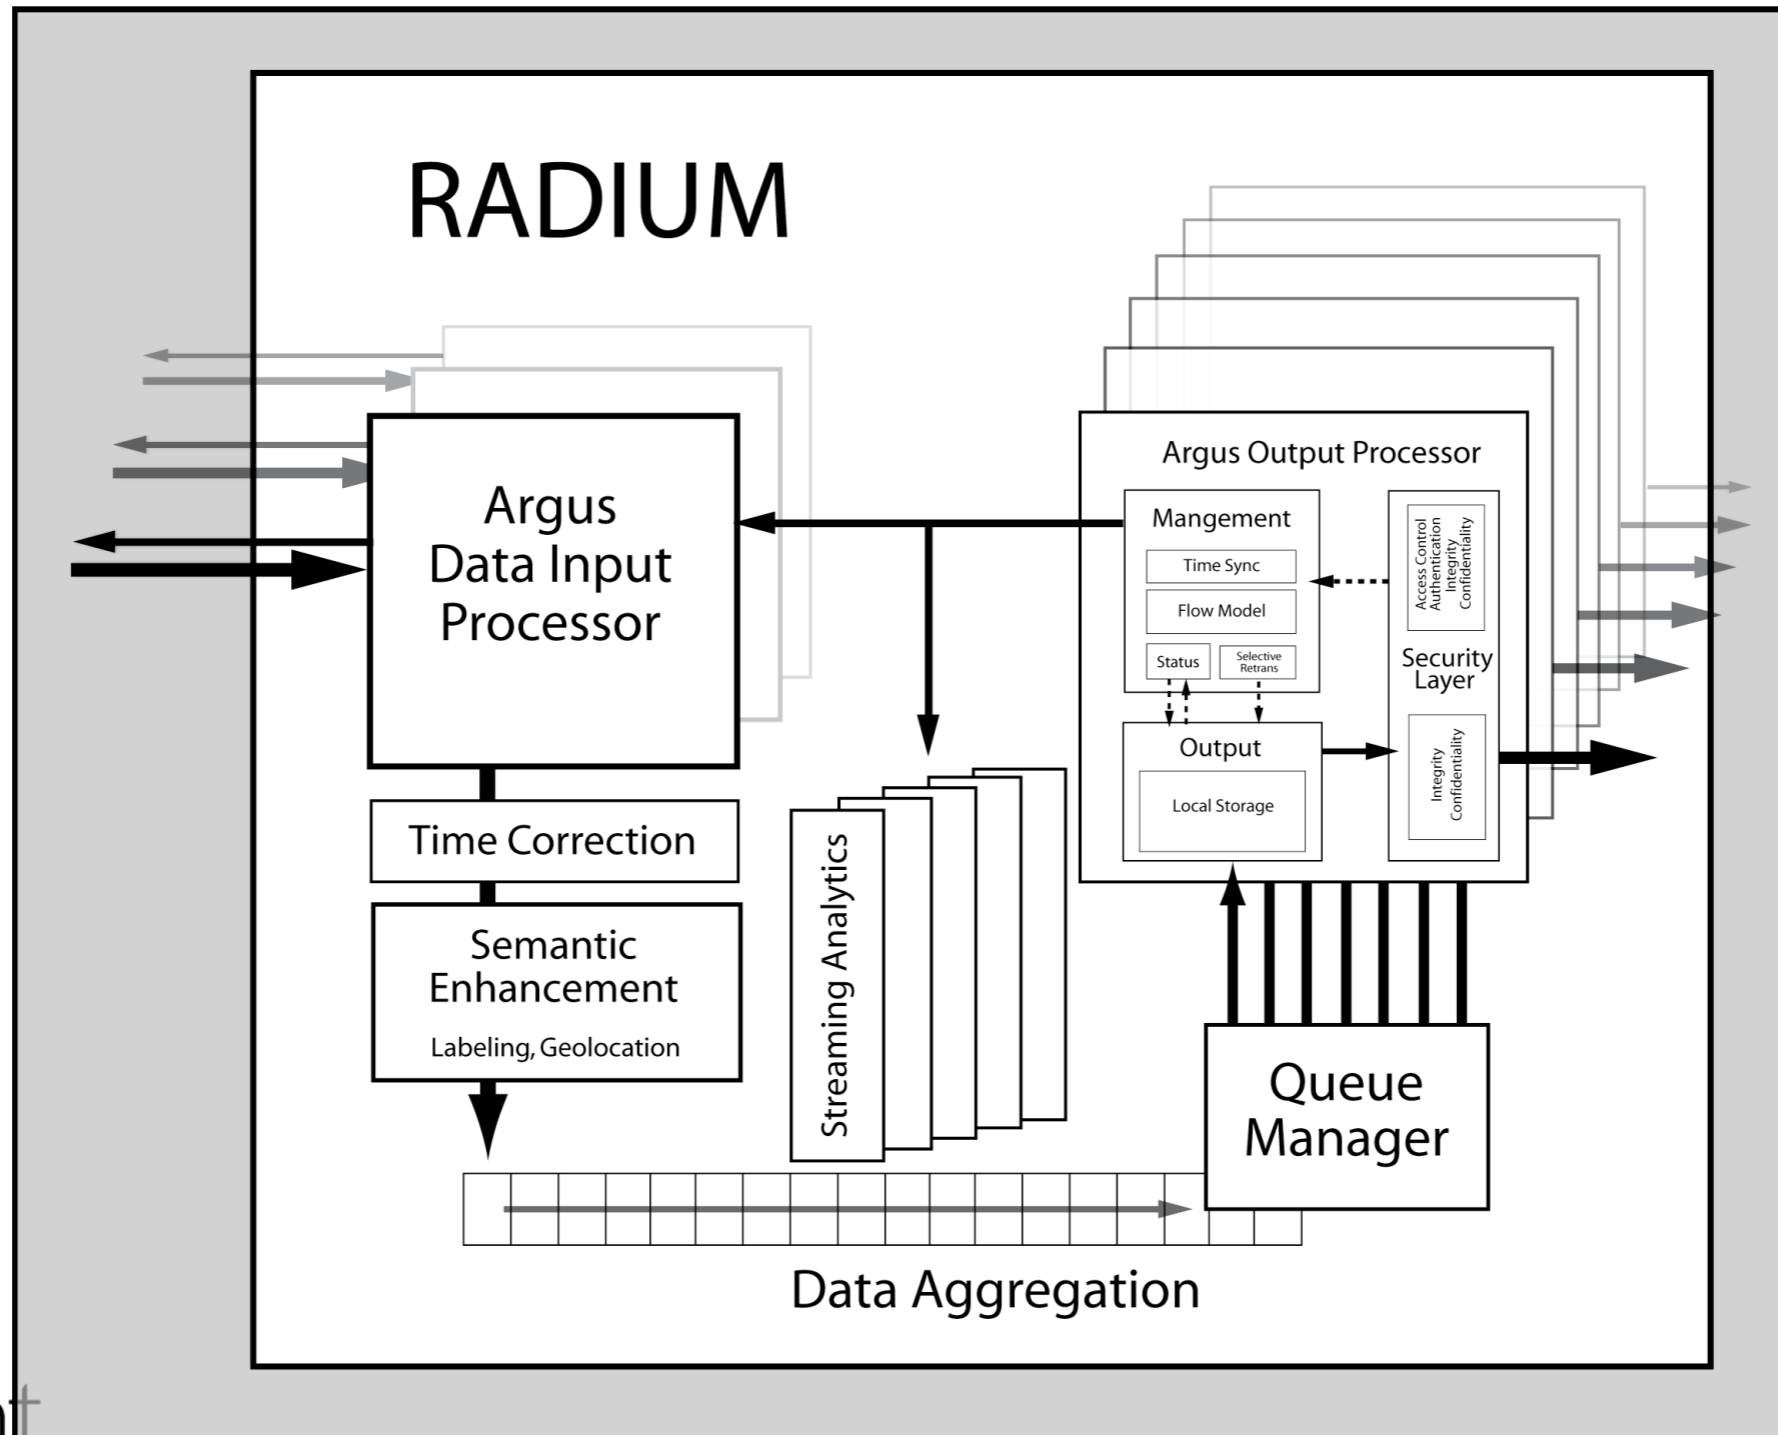 RADIUM
Argus
Data Input
Processor
Time Correction
Semantic
Enhancement
Labeling, Geolocation
Streaming Analytics
Argus Output Processor
Mangement
Time Sync
Flow Model
Status
Selective
Retrans
Output
Local Storage
Access Control
Authentication
Integrity
Confidentiality
Security
Layer
Integrity
Confidentiality
Queue
Manager
Data Aggregation